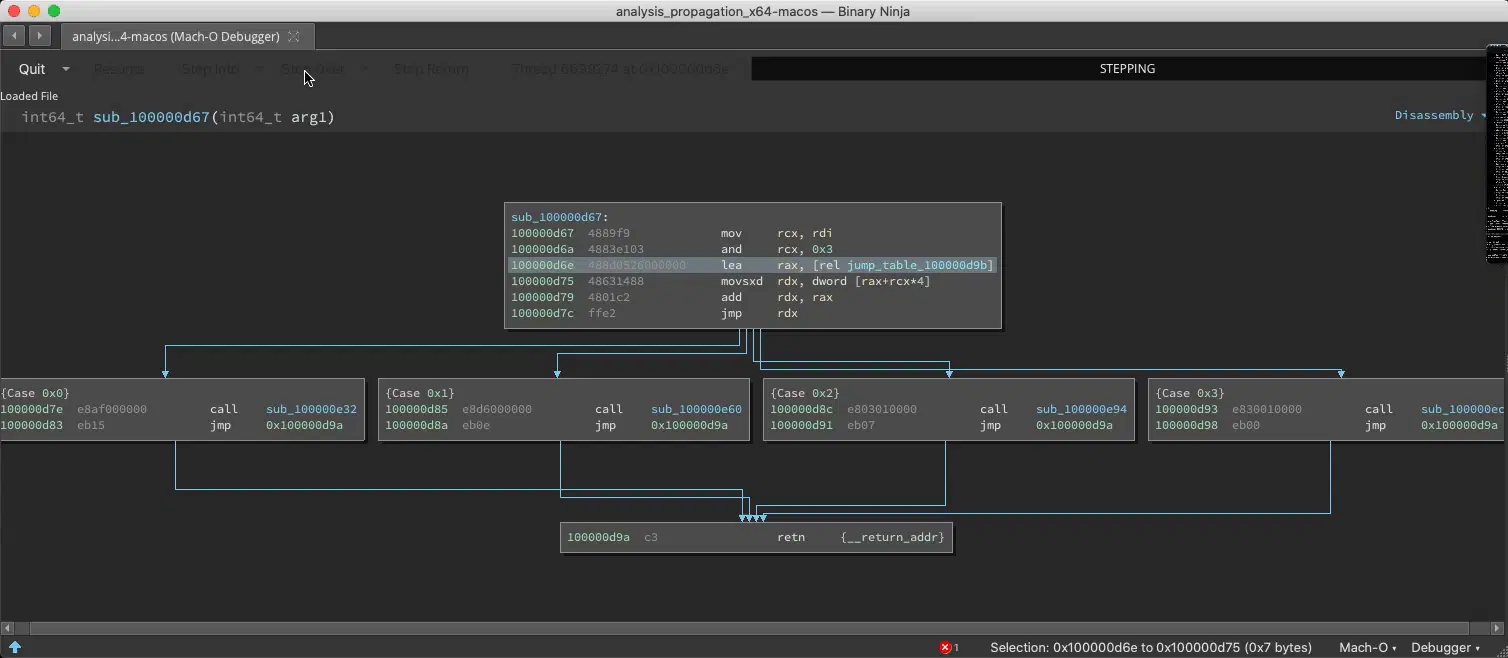 analysis_propagation_x64-macos — Binary Ninja
analysi...4-macos (Mach-O Debugger)
Quit Resume Step Into Step Over Step Return Thread STEPPING
Loaded File
int64_t sub_100000d67(int64_t arg1) Disassembly
sub_100000d67:
100000d67 4889f9 mov rcx, rdi
100000d6a 4883e103 and rcx, 0x3
100000d6e 488d0526000000 lea rax, [rel jump_table_100000d9b]
100000d75 48631488 movsxd rdx, dword [rax+rcx*4]
100000d79 4801c2 add rdx, rax
100000d7c ffe2 jmp rdx
{Case 0x0} {Case 0x1} {Case 0x2} {Case 0x3}
100000d7e e8af000000 call sub_100000e32 100000d85 e8d6000000 call sub_100000e60 100000d8c e803010000 call sub_100000e94 100000d93 e830010000 call sub_100000ec
100000d83 eb15 jmp 0x100000d9a 100000d8a eb0e jmp 0x100000d9a 100000d91 eb07 jmp 0x100000d9a 100000d98 eb00 jmp 0x100000d9a
100000d9a c3 retn {__return_addr}
1 Selection: 0x100000d6e to 0x100000d75 (0x7 bytes) Mach-O Debugger